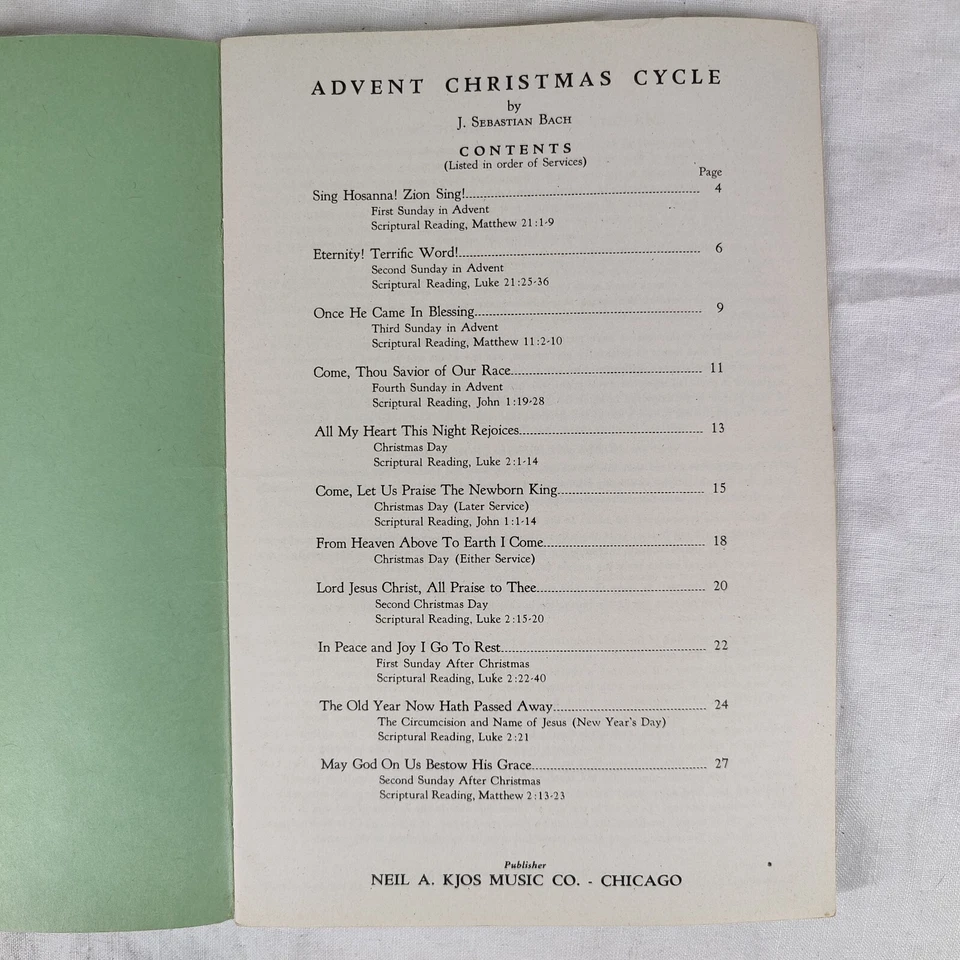 ADVENT CHRISTMAS CYCLE
by
J. SEBASTIAN BACH
CONTENTS
(Listed in order of Services)
Page
Sing Hosanna! Zion Sing! 4
First Sunday in Advent
Scriptural Reading, Matthew 21:1-9
Eternity! Terrific Word! 6
Second Sunday in Advent
Scriptural Reading, Luke 21:25-36
Once He Came In Blessing 9
Third Sunday in Advent
Scriptural Reading, Matthew 11:2-10
Come, Thou Savior of Our Race 11
Fourth Sunday in Advent
Scriptural Reading, John 1:19-28
All My Heart This Night Rejoices 13
Christmas Day
Scriptural Reading, Luke 2:1-14
Come, Let Us Praise The Newborn King 15
Christmas Day (Later Service)
Scriptural Reading, John 1:1-14
From Heaven Above To Earth I Come 18
Christmas Day (Either Service)
Lord Jesus Christ, All Praise to Thee 20
Second Christmas Day
Scriptural Reading, Luke 2:15-20
In Peace and Joy I Go To Rest 22
First Sunday After Christmas
Scriptural Reading, Luke 2:22-40
The Old Year Now Hath Passed Away 24
The Circumcision and Name of Jesus (New Year's Day)
Scriptural Reading, Luke 2:21
May God On Us Bestow His Grace 27
Second Sunday After Christmas
Scriptural Reading, Matthew 2:13-23
Publisher
NEIL A. KJOS MUSIC CO. - CHICAGO